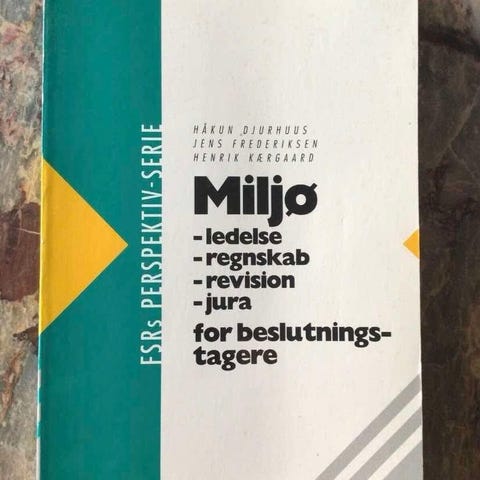 HÅKUN DJURHUUS
JENS FREDERIKSEN
HENRIK KÆRGAARD
Miljø
- ledelse
- regnskab
- revision
- jura
for beslutnings-
tagere
FSRs PERSPEKTIV-SERIE